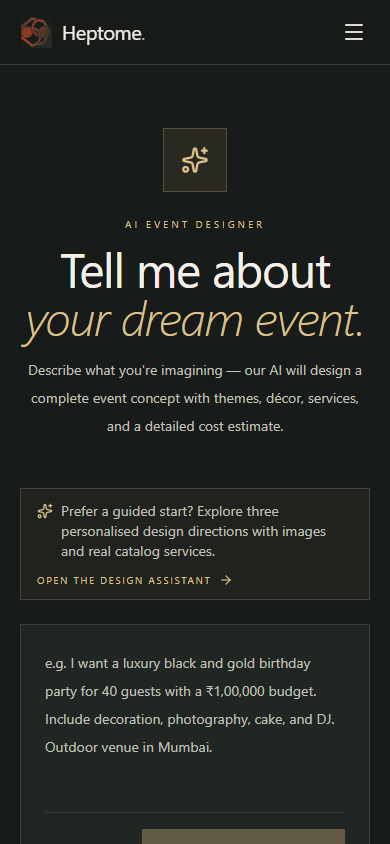 Heptome.
AI EVENT DESIGNER
Tell me about
your dream event.
Describe what you're imagining — our AI will design a
complete event concept with themes, décor, services,
and a detailed cost estimate.
Prefer a guided start? Explore three
personalised design directions with images
and real catalog services.
OPEN THE DESIGN ASSISTANT
e.g. I want a luxury black and gold birthday
party for 40 guests with a ₹1,00,000 budget.
Include decoration, photography, cake, and DJ.
Outdoor venue in Mumbai.